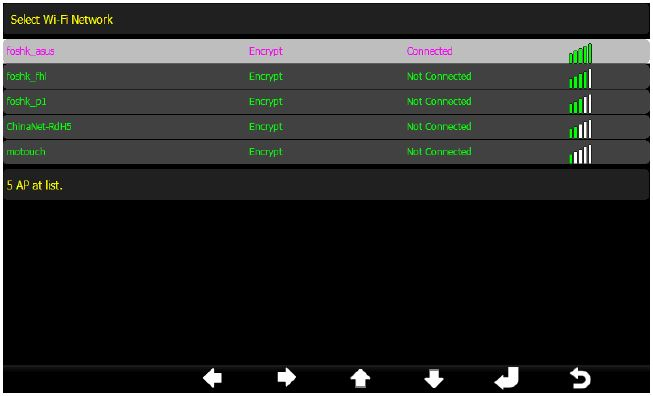 Select Wi-Fi Network
foshk_asus Encrypt Connected
foshk_fhl Encrypt Not Connected
foshk_p1 Encrypt Not Connected
ChinaNet-RdH5 Encrypt Not Connected
motouch Encrypt Not Connected
5 AP at list.